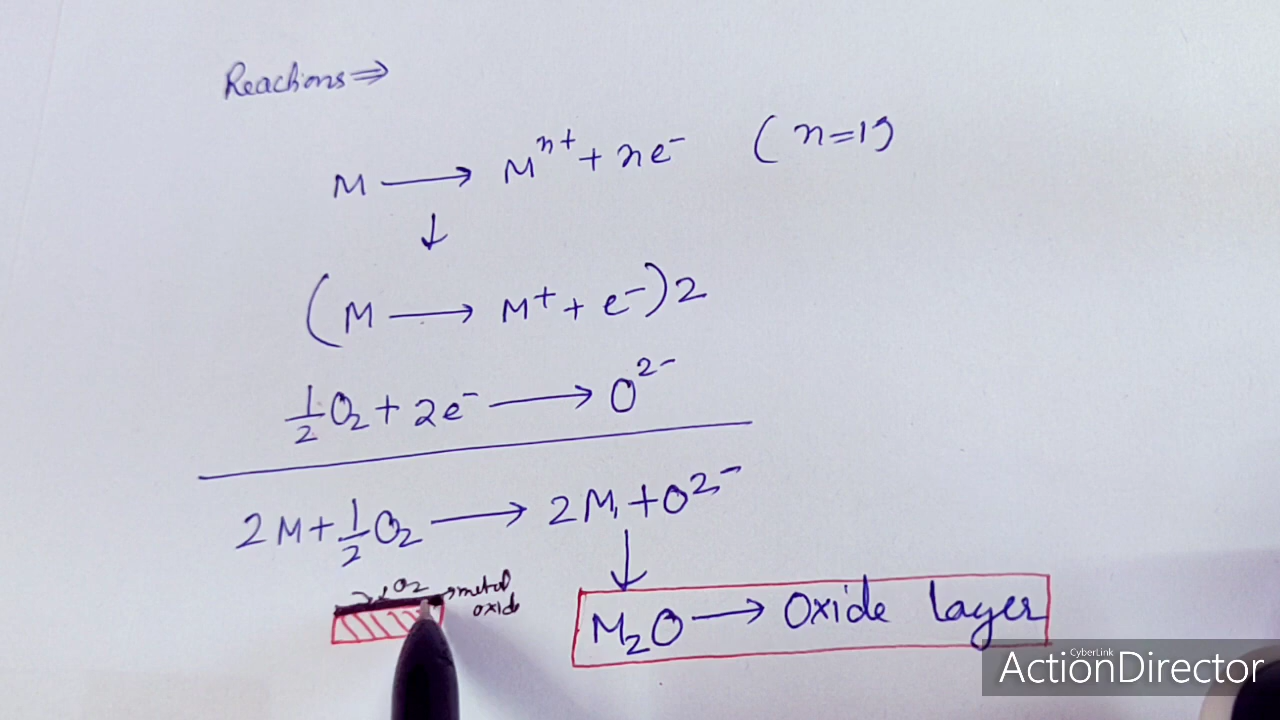 Reactions ⇒
M ⟶ Mⁿ⁺ + ne⁻ (n=1)
↓
(M ⟶ M⁺ + e⁻)2
½O₂ + 2e⁻ ⟶ O²⁻
2M + ½O₂ ⟶ 2M + O²⁻
↓
O₂ → metal
oxide
M₂O ⟶ Oxide layer
CyberLink
ActionDirector